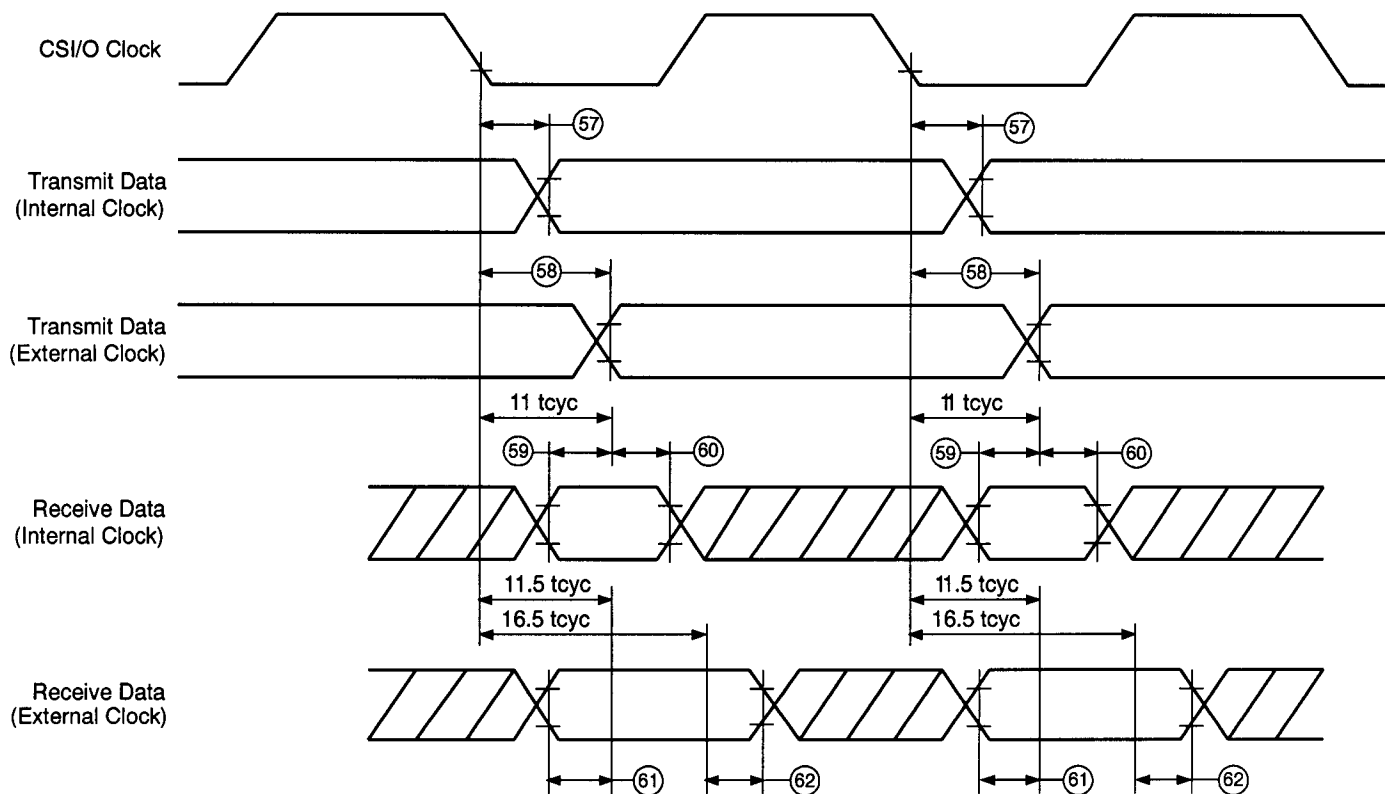 CSI/O Clock
57
57
Transmit Data
(Internal Clock)
58
58
Transmit Data
(External Clock)
11 tcyc
11 tcyc
59
60
59
60
Receive Data
(Internal Clock)
11.5 tcyc
11.5 tcyc
16.5 tcyc
16.5 tcyc
Receive Data
(External Clock)
61
62
61
62